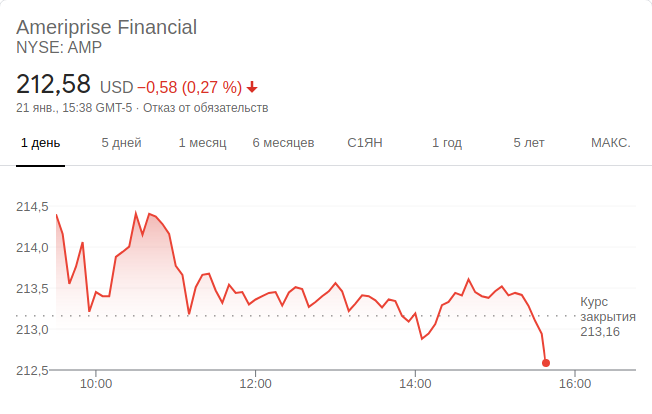 Ameriprise Financial
NYSE: AMP
212,58 USD −0,58 (0,27 %)
21 янв., 15:38 GMT-5 · Отказ от обязательств
1 день 5 дней 1 месяц 6 месяцев С1ЯН 1 год 5 лет МАКС.
214,5
214,0
213,5
213,0
212,5
Курс
закрытия
213,16
10:00 12:00 14:00 16:00